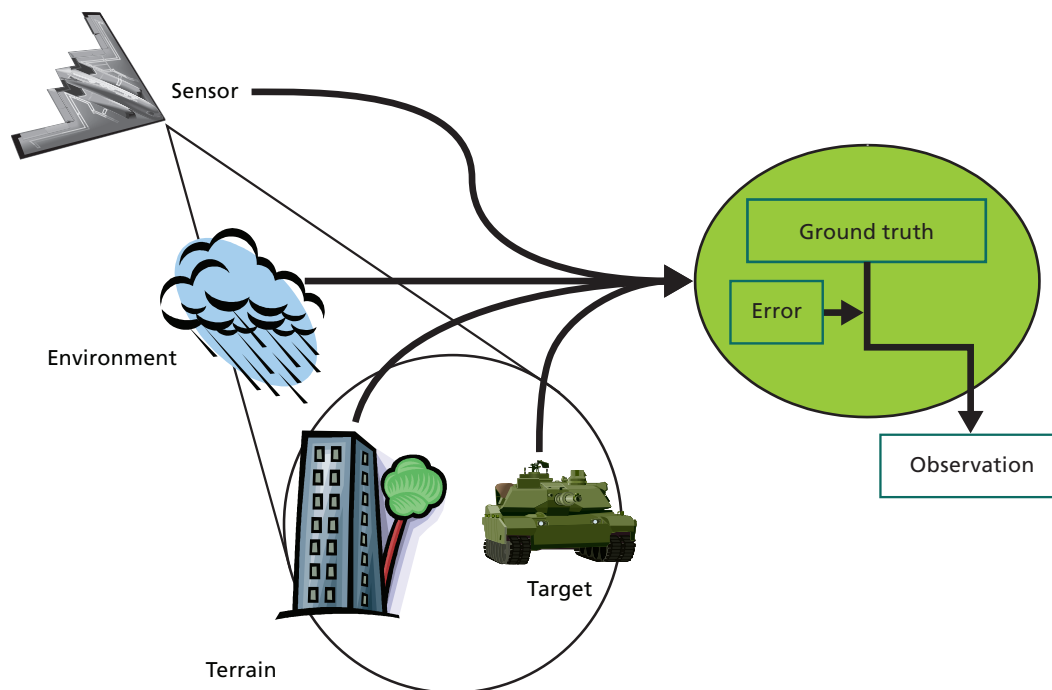 Sensor
Ground truth
Error
Environment
Observation
Target
Terrain